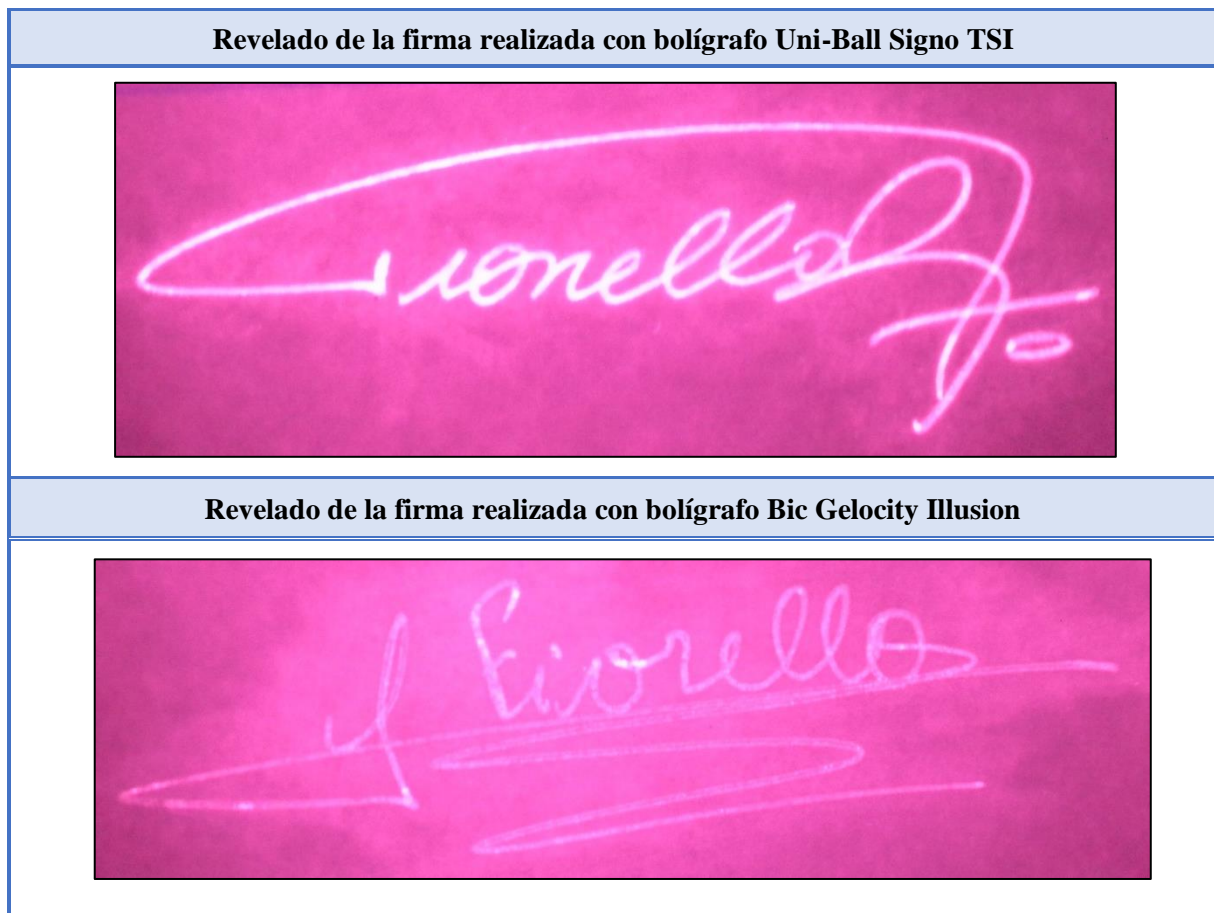 Revelado de la firma realizada con bolígrafo Uni-Ball Signo TSI
Revelado de la firma realizada con bolígrafo Bic Gelocity Illusion
Fiorello